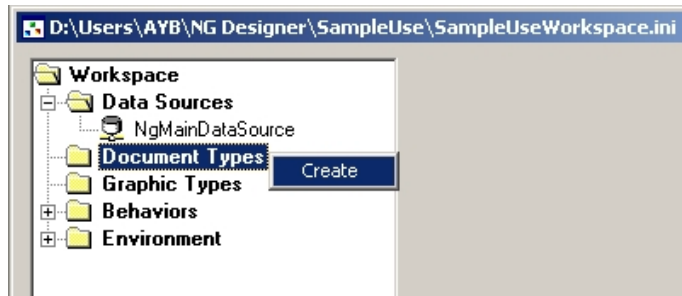 D:\Users\AYB\NG Designer\SampleUse\SampleUseWorkspace.ini
Workspace
Data Sources
NgMainDataSource
Document Types
Create
Graphic Types
Behaviors
Environment